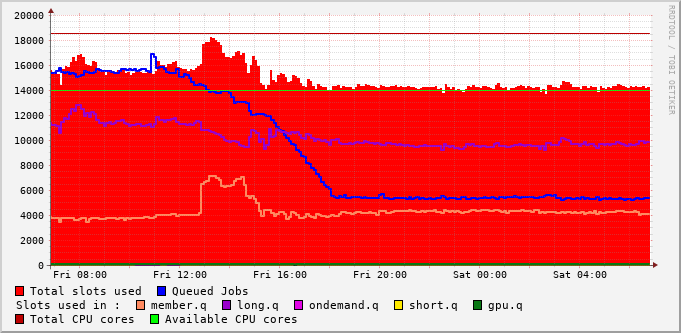 20000
18000
16000
14000
12000
10000
8000
6000
4000
2000
0
Fri 08:00 Fri 12:00 Fri 16:00 Fri 20:00 Sat 00:00 Sat 04:00
Total slots used Queued Jobs
Slots used in : member.q long.q ondemand.q short.q gpu.q
Total CPU cores Available CPU cores
RRDTOOL / TOBI OETIKER